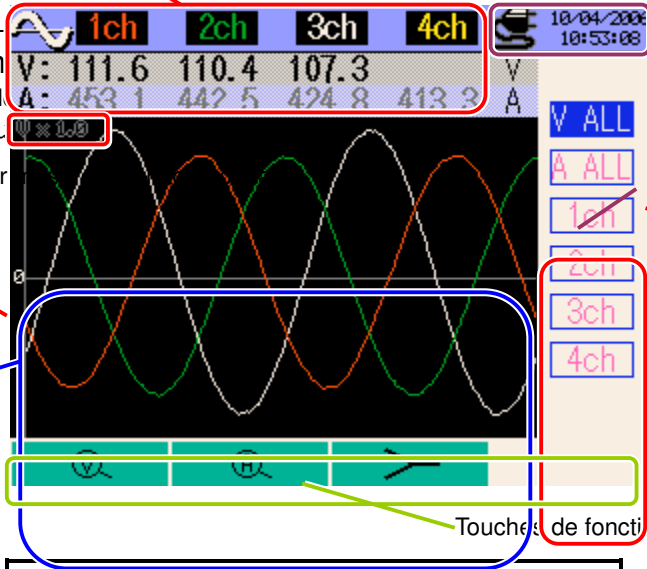 1ch 2ch 3ch 4ch 10/04/2006
10:53:08
V: 111.6 110.4 107.3 V
A: 453.1 442.5 424.8 413.3 A
V ALL
×1.0
A ALL
1ch
2ch
0
3ch
4ch
V H
Touches de foncti